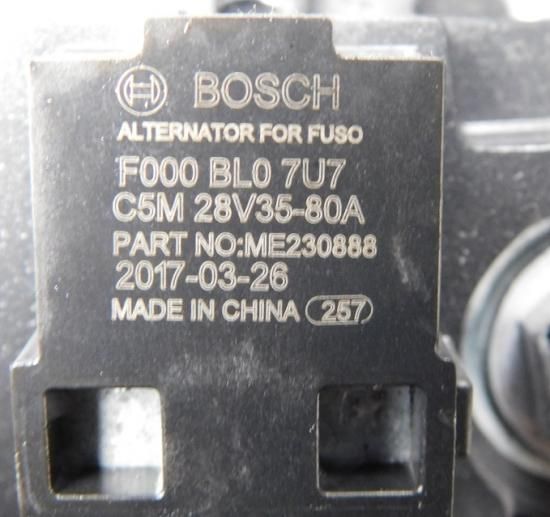 BOSCH
ALTERNATOR FOR FUSO
F000 BL0 7U7
C5M 28V35-80A
PART NO:ME230888
2017-03-26
MADE IN CHINA 257